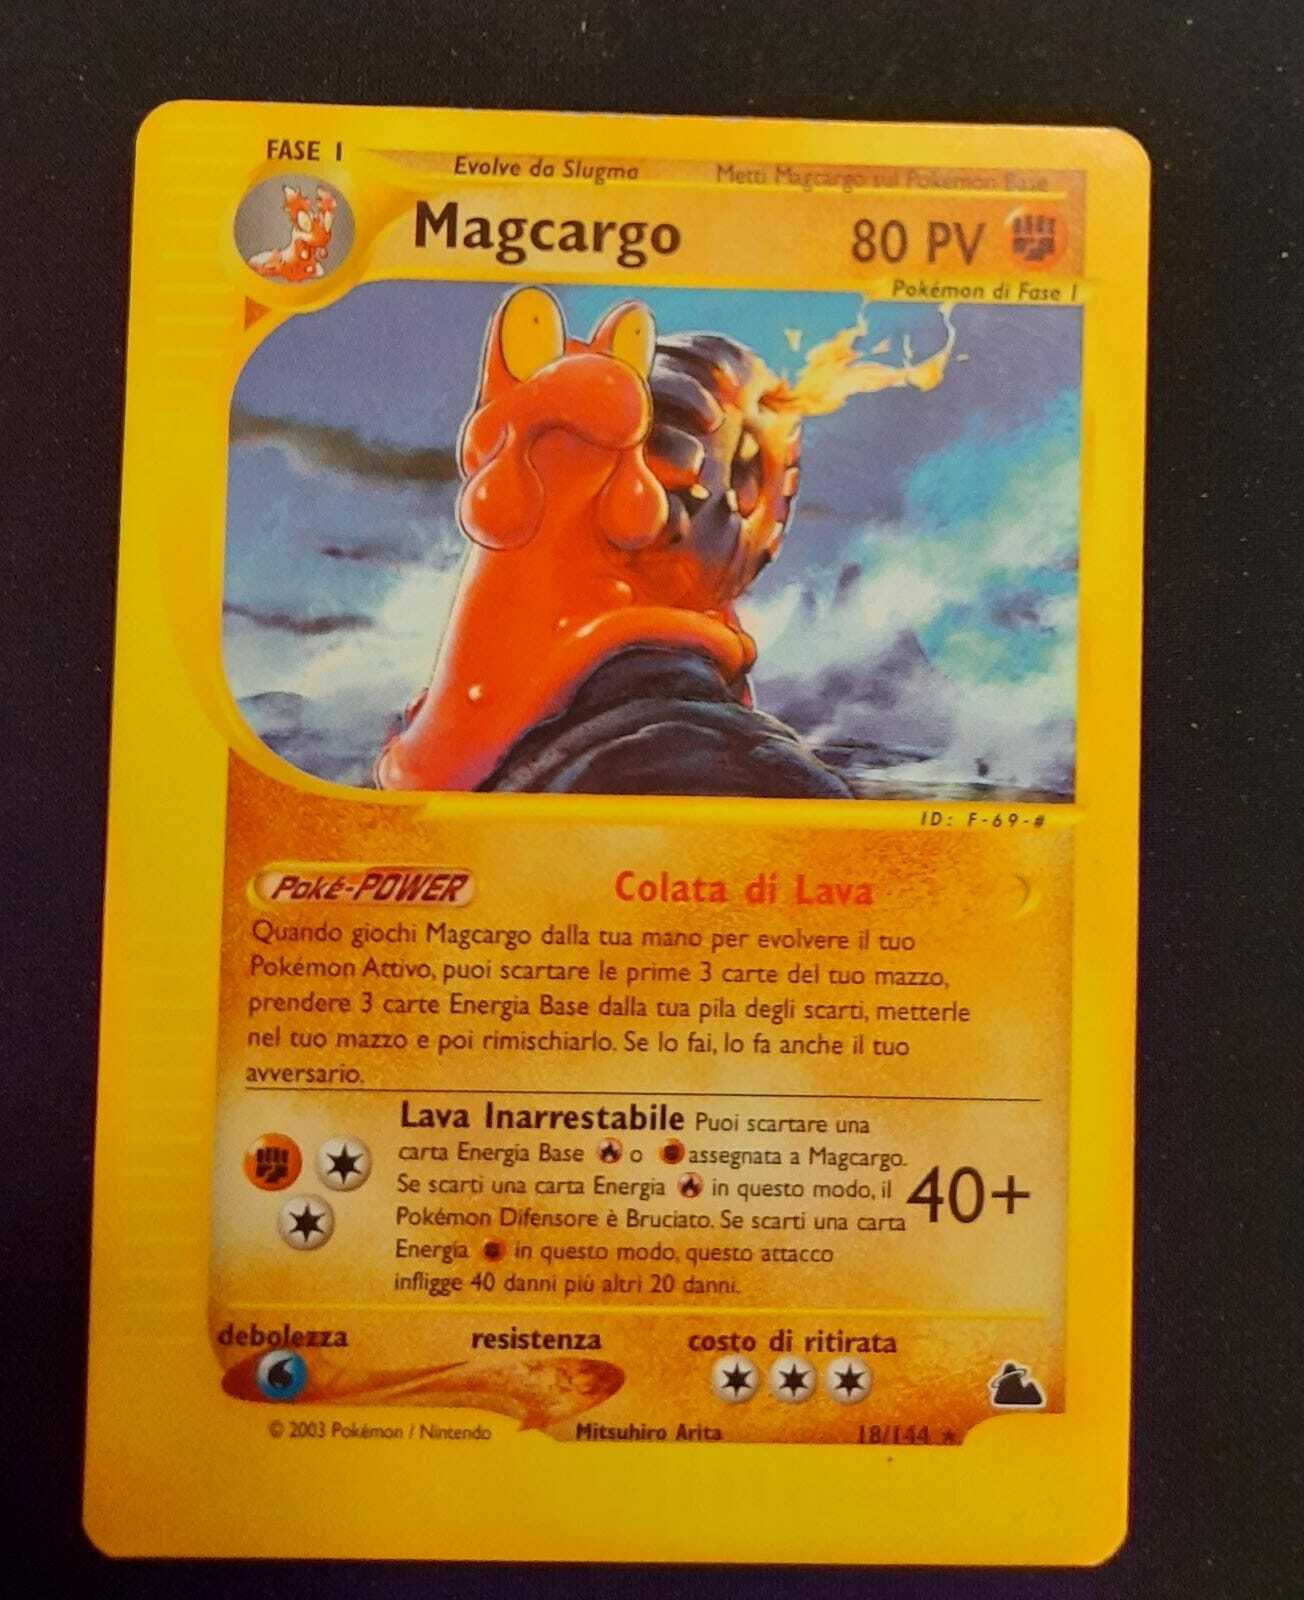 FASE 1
Evolve da Slugma
Metti Magcargo sul Pokémon Base
Magcargo
80 PV
Pokémon di Fase 1
ID: F-69-#
Poké-POWER Colata di Lava
Quando giochi Magcargo dalla tua mano per evolvere il tuo
Pokémon Attivo, puoi scartare le prime 3 carte del tuo mazzo,
prendere 3 carte Energia Base dalla tua pila degli scarti, metterle
nel tuo mazzo e poi rimischiarlo. Se lo fai, lo fa anche il tuo
avversario.
Lava Inarrestabile Puoi scartare una
carta Energia Base o assegnata a Magcargo.
Se scarti una carta Energia in questo modo, il
Pokémon Difensore è Bruciato. Se scarti una carta
Energia in questo modo, questo attacco
infligge 40 danni più altri 20 danni.
40+
debolezza resistenza costo di ritirata
© 2003 Pokémon / Nintendo Mitsuhiro Arita 18/144 ★